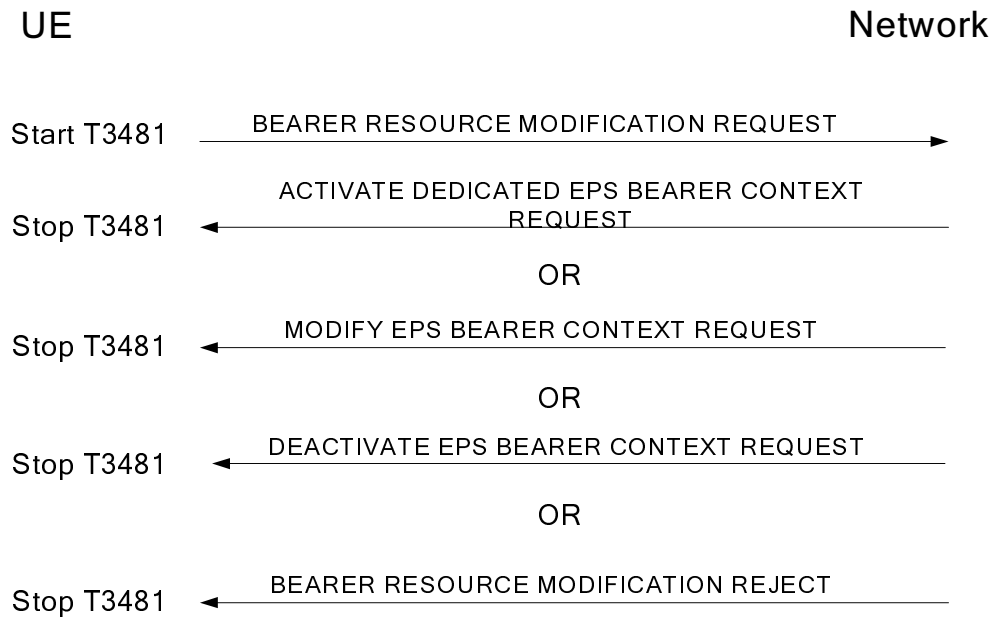 UE
Network
Start T3481
BEARER RESOURCE MODIFICATION REQUEST
ACTIVATE DEDICATED EPS BEARER CONTEXT
REQUEST
Stop T3481
OR
MODIFY EPS BEARER CONTEXT REQUEST
Stop T3481
OR
DEACTIVATE EPS BEARER CONTEXT REQUEST
Stop T3481
OR
BEARER RESOURCE MODIFICATION REJECT
Stop T3481